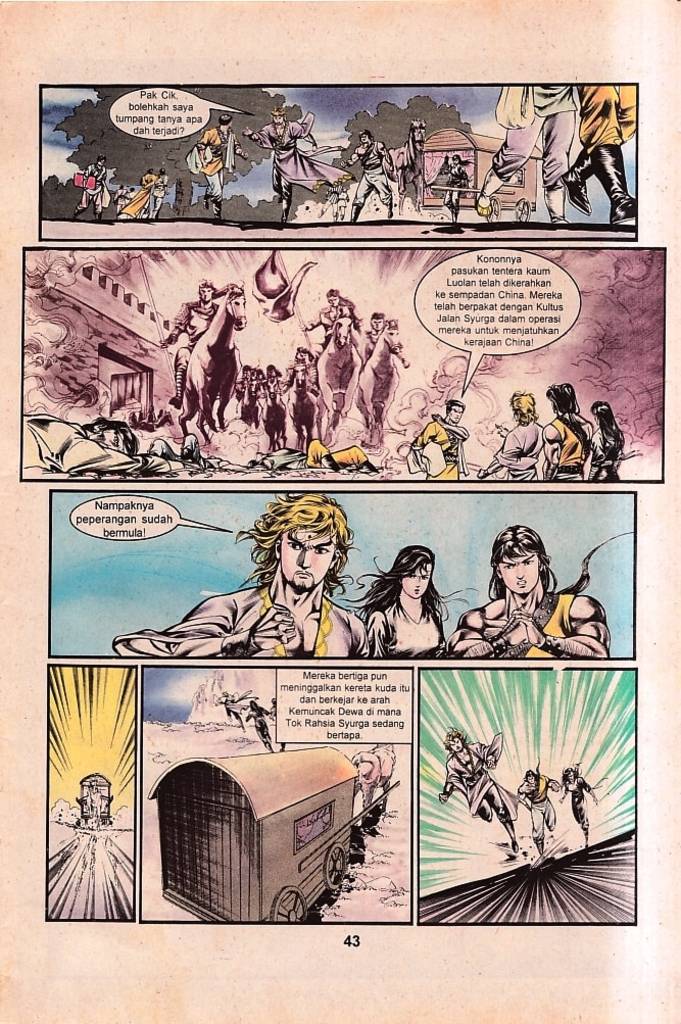 Pak Cik,
bolehkah saya
tumpang tanya apa
dah terjadi?
Kononnya
pasukan tentera kaum
Luolan telah dikerahkan
ke sempadan China. Mereka
telah berpakat dengan Kultus
Jalan Syurga dalam operasi
mereka untuk menjatuhkan
kerajaan China!
Nampaknya
peperangan sudah
bermula!
Mereka bertiga pun
meninggalkan kereta kuda itu
dan berkejar ke arah
Kemuncak Dewa di mana
Tok Rahsia Syurga sedang
bertapa.
43